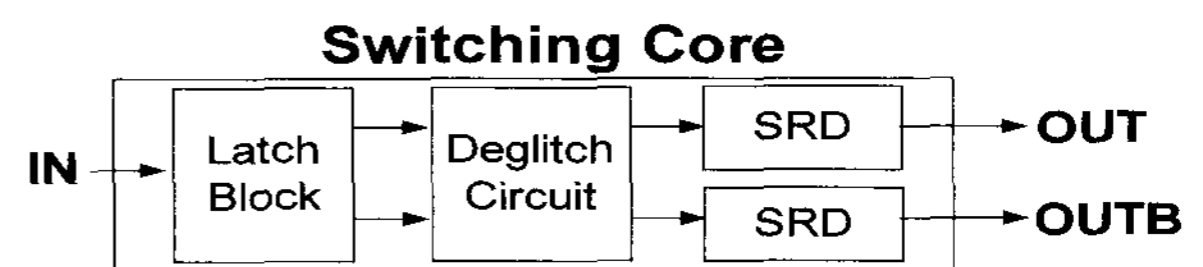 Switching Core
IN
Latch
Block
Deglitch
Circuit
SRD
OUT
SRD
OUTB